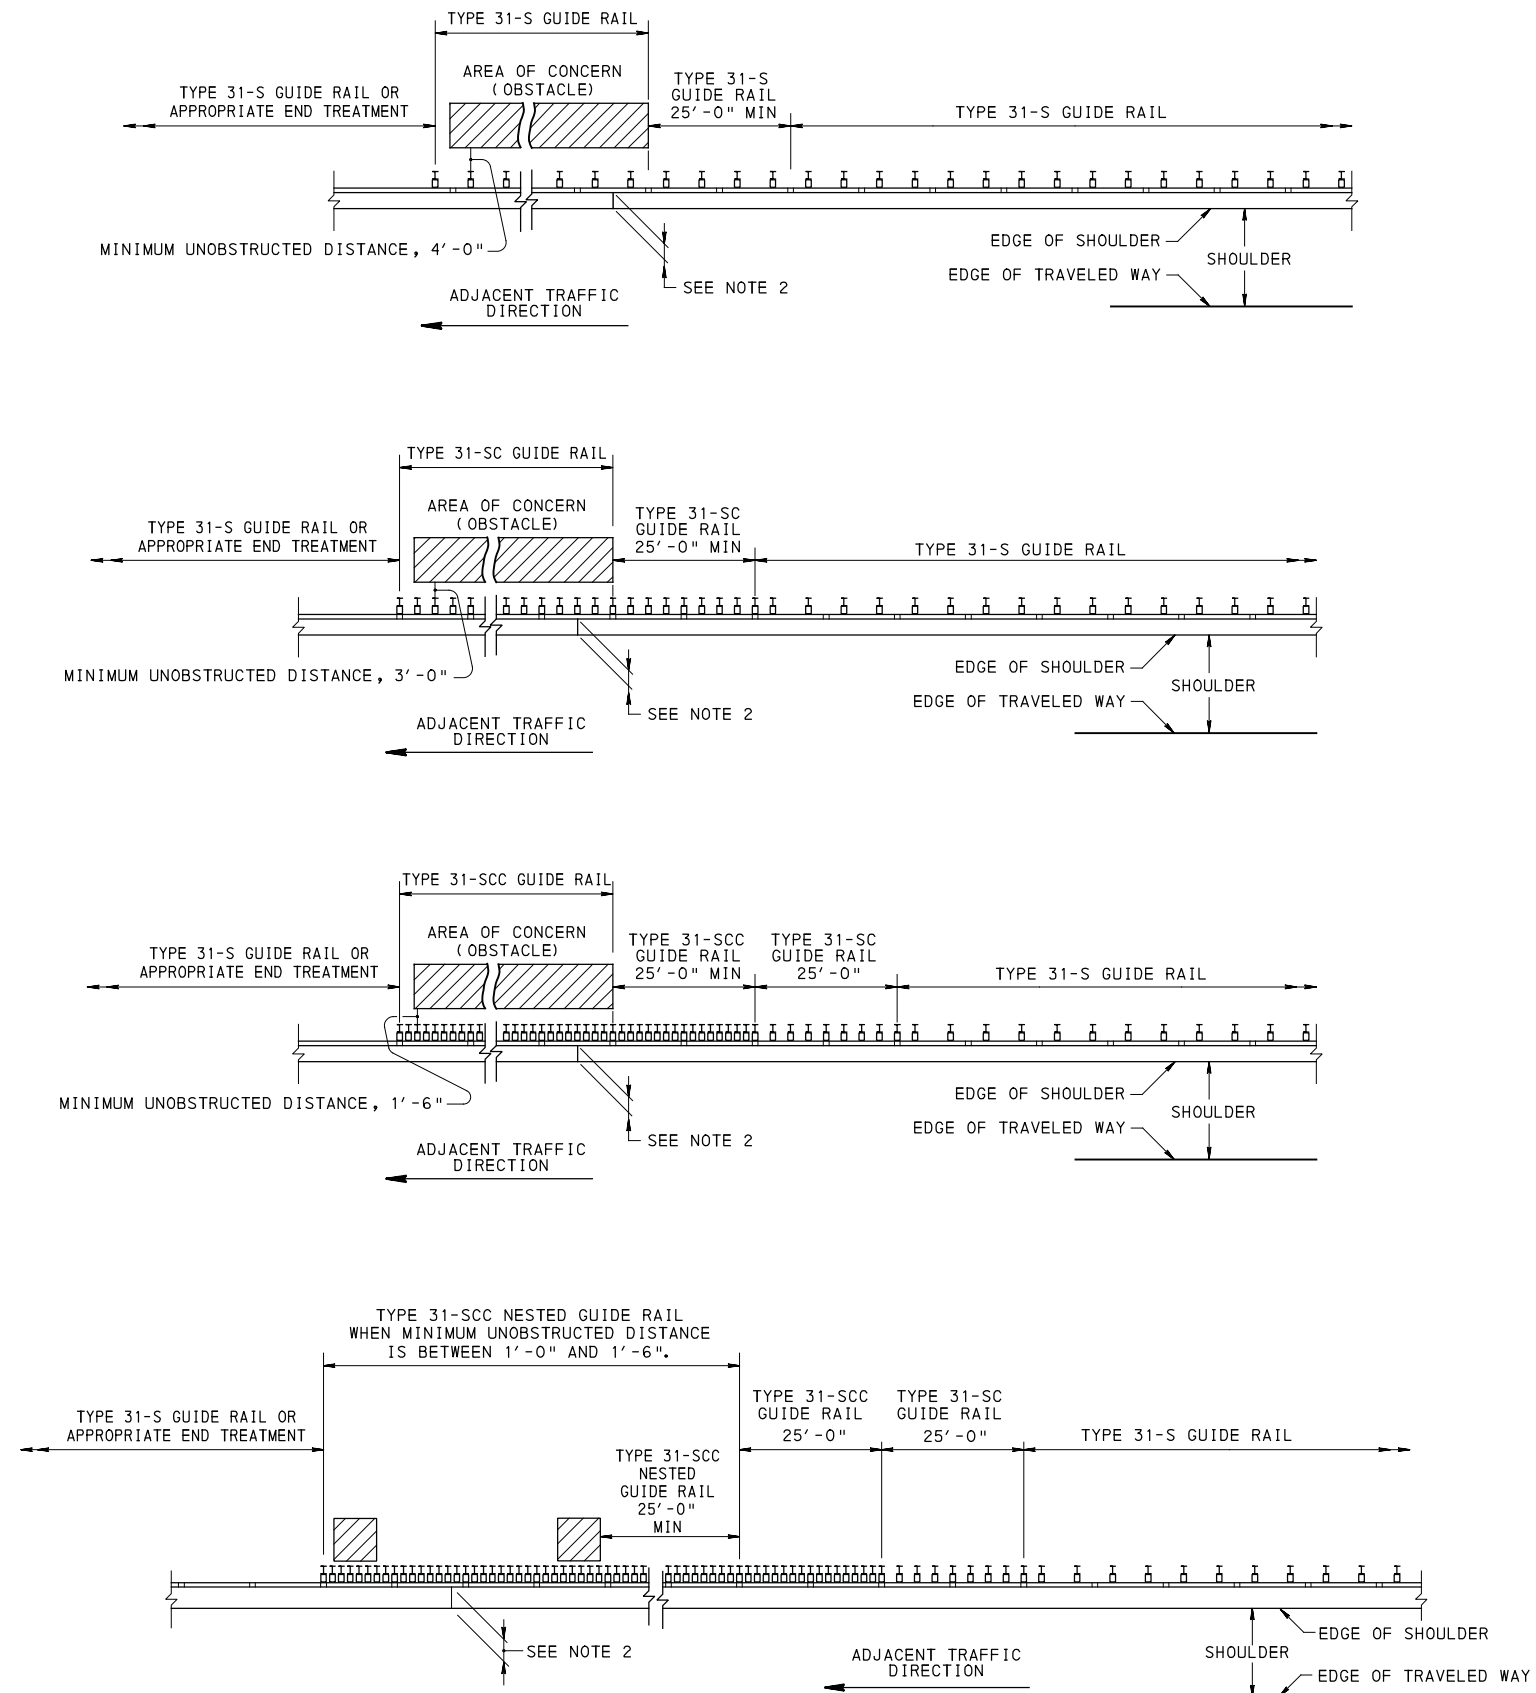 TYPE 31-S GUIDE RAIL
AREA OF CONCERN
(OBSTACLE)
TYPE 31-S
GUIDE RAIL
25'-0" MIN
TYPE 31-S GUIDE RAIL OR
APPROPRIATE END TREATMENT
TYPE 31-S GUIDE RAIL
MINIMUM UNOBSTRUCTED DISTANCE, 4'-0"
EDGE OF SHOULDER
SHOULDER
EDGE OF TRAVELED WAY
SEE NOTE 2
ADJACENT TRAFFIC
DIRECTION
TYPE 31-SC GUIDE RAIL
AREA OF CONCERN
(OBSTACLE)
TYPE 31-SC
GUIDE RAIL
25'-0" MIN
TYPE 31-S GUIDE RAIL OR
APPROPRIATE END TREATMENT
TYPE 31-S GUIDE RAIL
MINIMUM UNOBSTRUCTED DISTANCE, 3'-0"
EDGE OF SHOULDER
SHOULDER
EDGE OF TRAVELED WAY
SEE NOTE 2
ADJACENT TRAFFIC
DIRECTION
TYPE 31-SCC GUIDE RAIL
AREA OF CONCERN
(OBSTACLE)
TYPE 31-SCC
GUIDE RAIL
25'-0" MIN
TYPE 31-SC
GUIDE RAIL
25'-0"
TYPE 31-S GUIDE RAIL OR
APPROPRIATE END TREATMENT
TYPE 31-S GUIDE RAIL
MINIMUM UNOBSTRUCTED DISTANCE, 1'-6"
EDGE OF SHOULDER
SHOULDER
EDGE OF TRAVELED WAY
SEE NOTE 2
ADJACENT TRAFFIC
DIRECTION
TYPE 31-SCC NESTED GUIDE RAIL
WHEN MINIMUM UNOBSTRUCTED DISTANCE
IS BETWEEN 1'-0" AND 1'-6".
TYPE 31-SCC
GUIDE RAIL
25'-0"
TYPE 31-SC
GUIDE RAIL
25'-0"
TYPE 31-S GUIDE RAIL OR
APPROPRIATE END TREATMENT
TYPE 31-S GUIDE RAIL
TYPE 31-SCC
NESTED
GUIDE RAIL
25'-0"
MIN
SEE NOTE 2
ADJACENT TRAFFIC
DIRECTION
SHOULDER
EDGE OF SHOULDER
EDGE OF TRAVELED WAY